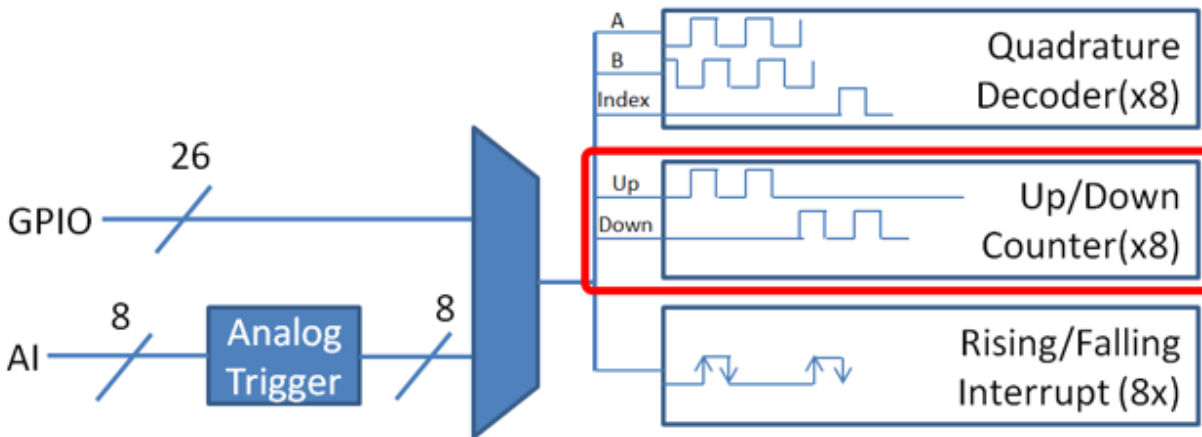 A
B
Index
Quadrature
Decoder(x8)
26
GPIO
Up
Down
Up/Down
Counter(x8)
8
AI
Analog
Trigger
8
Rising/Falling
Interrupt (8x)